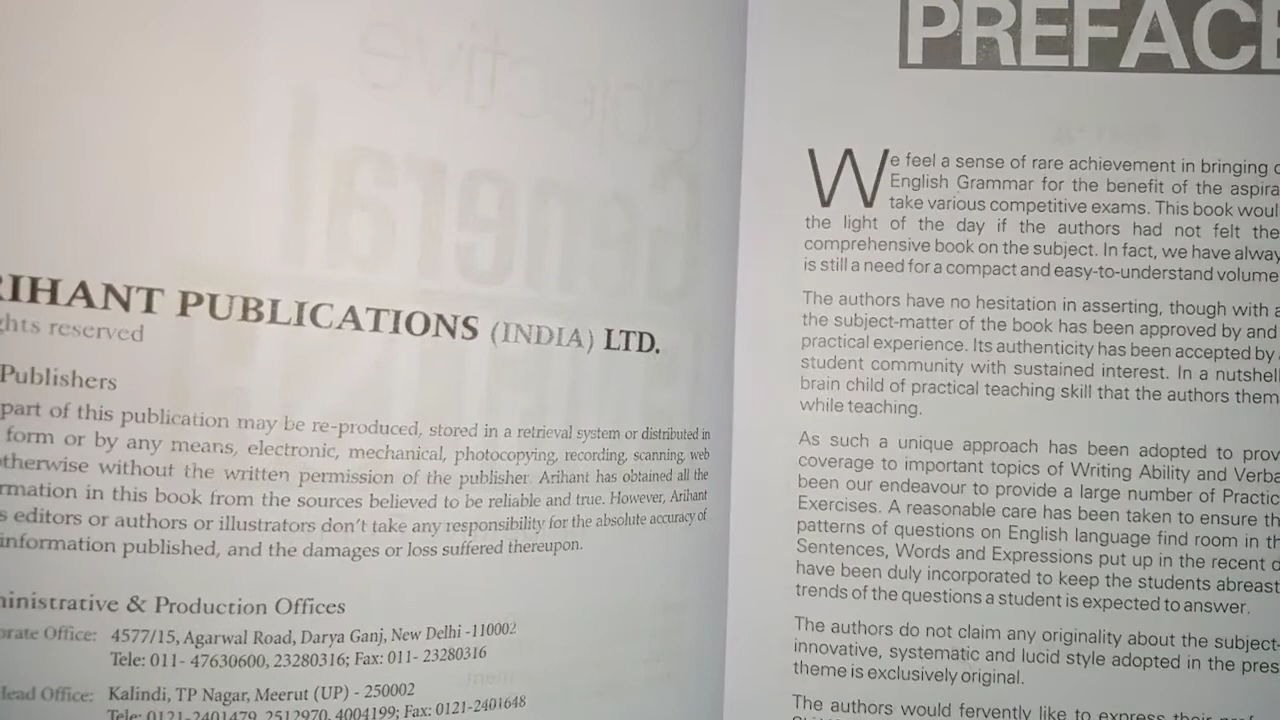 RIHANT PUBLICATIONS (INDIA) LTD.
ghts reserved
Publishers
part of this publication may be re-produced, stored in a retrieval system or distributed in
form or by any means, electronic, mechanical, photocopying, recording, scanning, web
otherwise without the written permission of the publisher. Arihant has obtained all the
rmation in this book from the sources believed to be reliable and true. However, Arihant
s editors or authors or illustrators don't take any responsibility for the absolute accuracy of
information published, and the damages or loss suffered thereupon.
ministrative & Production Offices
orate Office: 4577/15, Agarwal Road, Darya Ganj, New Delhi -110002
Tele: 011- 47630600, 23280316; Fax: 011- 23280316
Head Office: Kalindi, TP Nagar, Meerut (UP) - 250002
Tele: 0121-2401479, 2512970, 4004199; Fax: 0121-2401648
PREFACE
We feel a sense of rare achievement in bringing
English Grammar for the benefit of the aspira
take various competitive exams. This book woul
the light of the day if the authors had not felt the
comprehensive book on the subject. In fact, we have alway
is still a need for a compact and easy-to-understand volume
The authors have no hesitation in asserting, though with
the subject-matter of the book has been approved by and
practical experience. Its authenticity has been accepted by
student community with sustained interest. In a nutshell
brain child of practical teaching skill that the authors them
while teaching.
As such a unique approach has been adopted to prov
coverage to important topics of Writing Ability and Verba
been our endeavour to provide a large number of Practic
Exercises. A reasonable care has been taken to ensure th
patterns of questions on English language find room in th
Sentences, Words and Expressions put up in the recent
have been duly incorporated to keep the students abreast
trends of the questions a student is expected to answer.
The authors do not claim any originality about the subject-
innovative, systematic and lucid style adopted in the pres
theme is exclusively original.
The authors would fervently like to express their